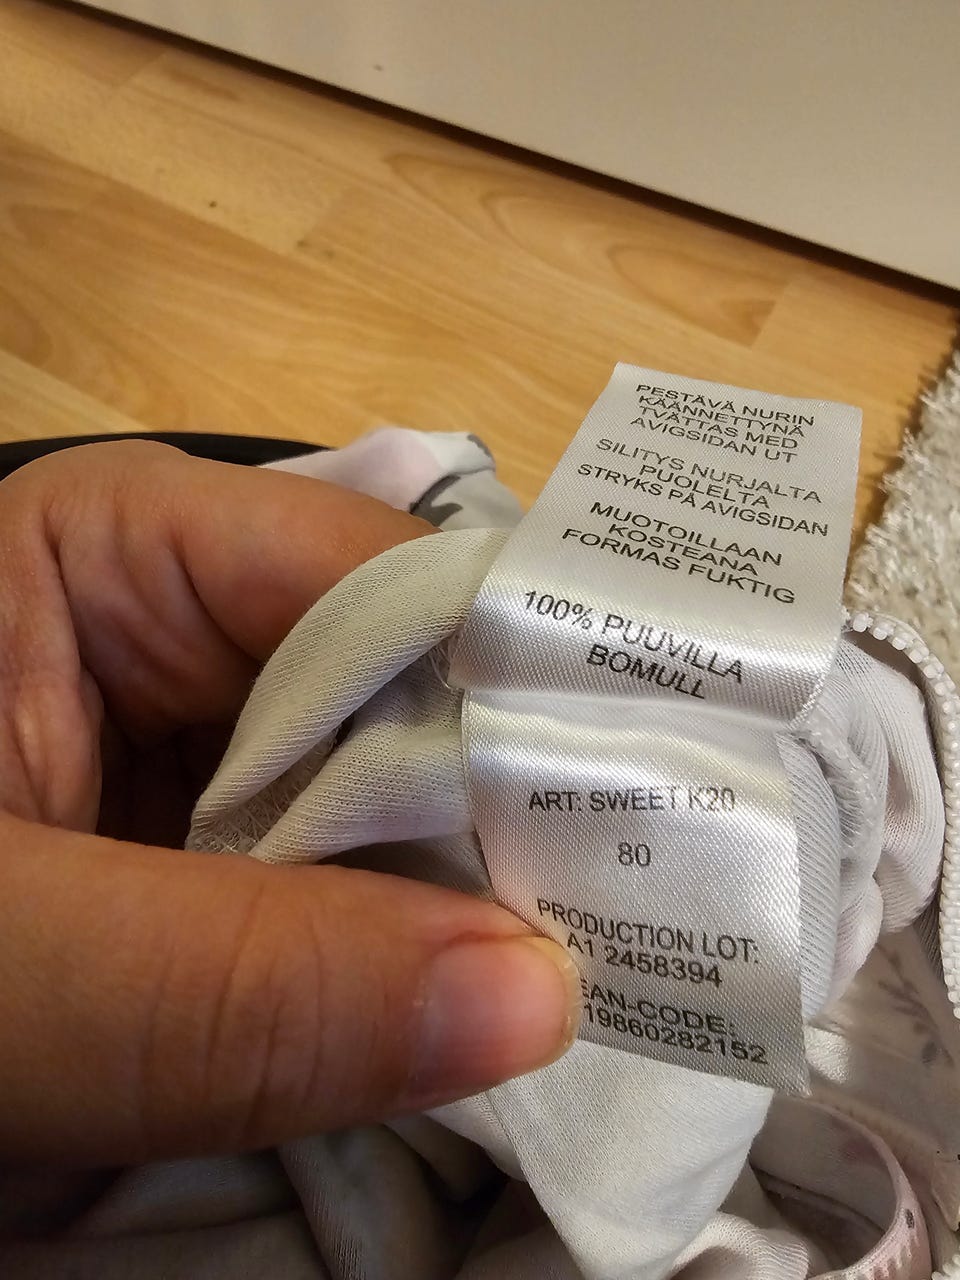 PESTÄVÄ NURIN
KÄÄNNETTYNÄ
TVÄTTAS MED
AVIGSIDAN UT
SILITYS NURJALTA
PUOLELTA
STRYKS PÅ AVIGSIDAN
MUOTOILLAAN
KOSTEANA
FORMAS FUKTIG
100% PUUVILLA
BOMULL
ART: SWEET K20
80
PRODUCTION LOT:
A1 2458394
EAN-CODE:
19860282152